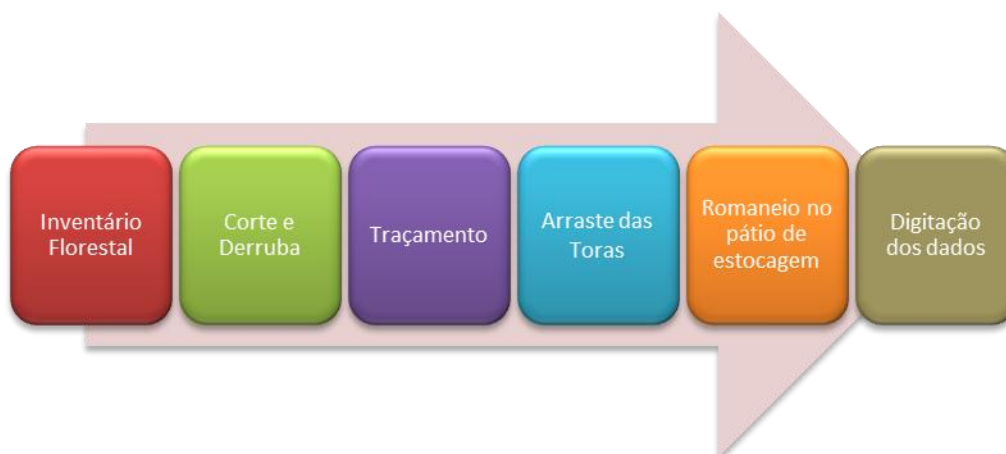 Inventário
Florestal
Corte e
Derruba
Traçamento
Arraste das
Toras
Romaneio no
pátio de
estocagem
Digitação
dos dados